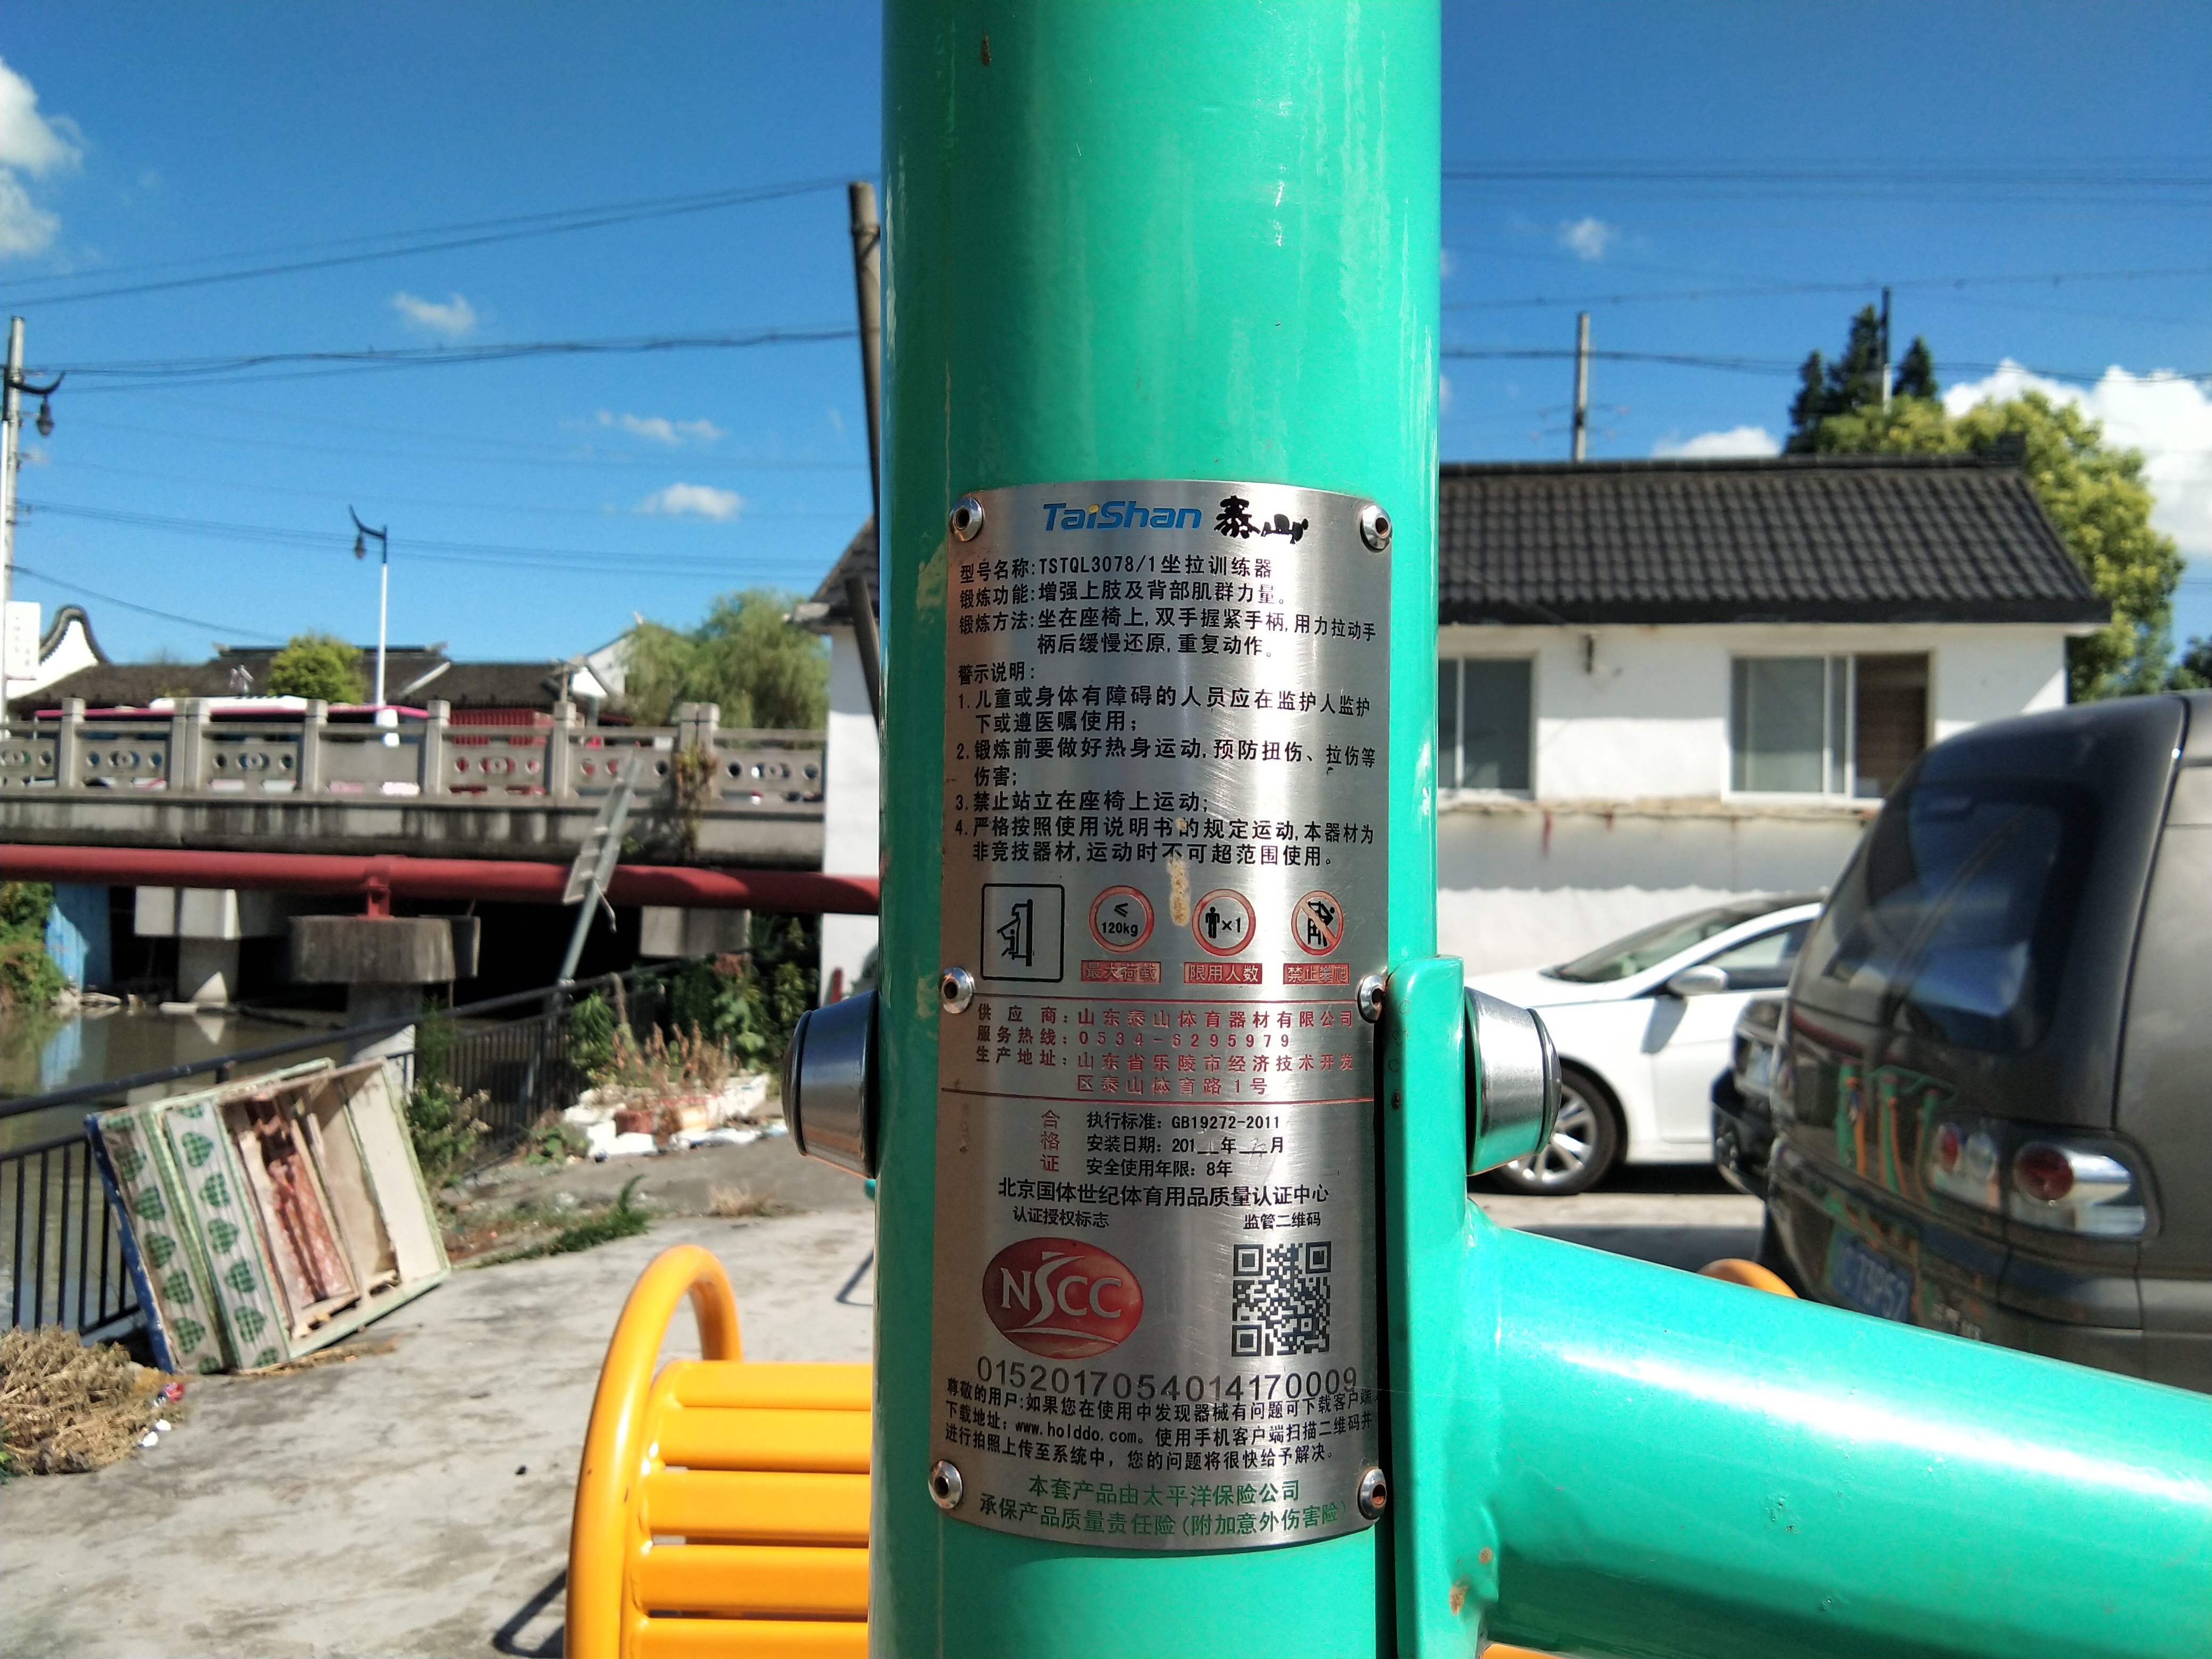 TaiShan 泰山
型号名称:TSTQL3078/1坐拉训练器
锻炼功能:增强上肢及背部肌群力量。
锻炼方法:坐在座椅上,双手握紧手柄,用力拉动手
柄后缓慢还原,重复动作。
警示说明:
1.儿童或身体有障碍的人员应在监护人监护
下或遵医嘱使用;
2.锻炼前要做好热身运动,预防扭伤、拉伤等
伤害;
3.禁止站立在座椅上运动;
4.严格按照使用说明书的规定运动,本器材为
非竞技器材,运动时不可超范围使用。
≤ 120kg ×1
最大荷载 限用人数 禁止攀爬
供应商:山东泰山体育器材有限公司
服务热线:0534-6295979
生产地址:山东省乐陵市经济技术开发
区泰山体育路1号
合格证
执行标准:GB19272-2011
安装日期:201__年__月
安全使用年限:8年
北京国体世纪体育用品质量认证中心
认证授权标志 监管二维码
NSCC
0152017054014170009
尊敬的用户:如果您在使用中发现器械有问题可下载客户端,
下载地址:www.holddo.com。使用手机客户端扫描二维码并
进行拍照上传至系统中,您的问题将很快给予解决。
本套产品由太平洋保险公司
承保产品质量责任险(附加意外伤害险)